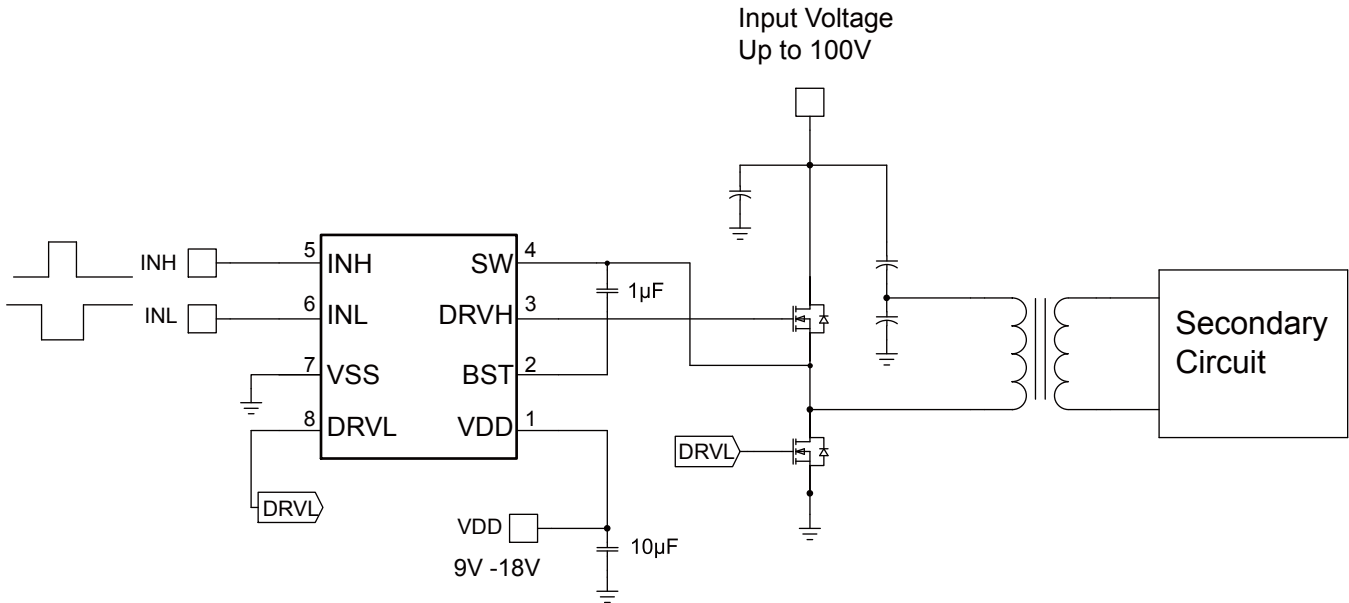 Input Voltage
Up to 100V
INH
INL
5
6
7
8
INH
INL
VSS
DRVL
SW
DRVH
BST
VDD
4
3
2
1
1µF
DRVL
VDD
9V -18V
10µF
DRVL
Secondary
Circuit